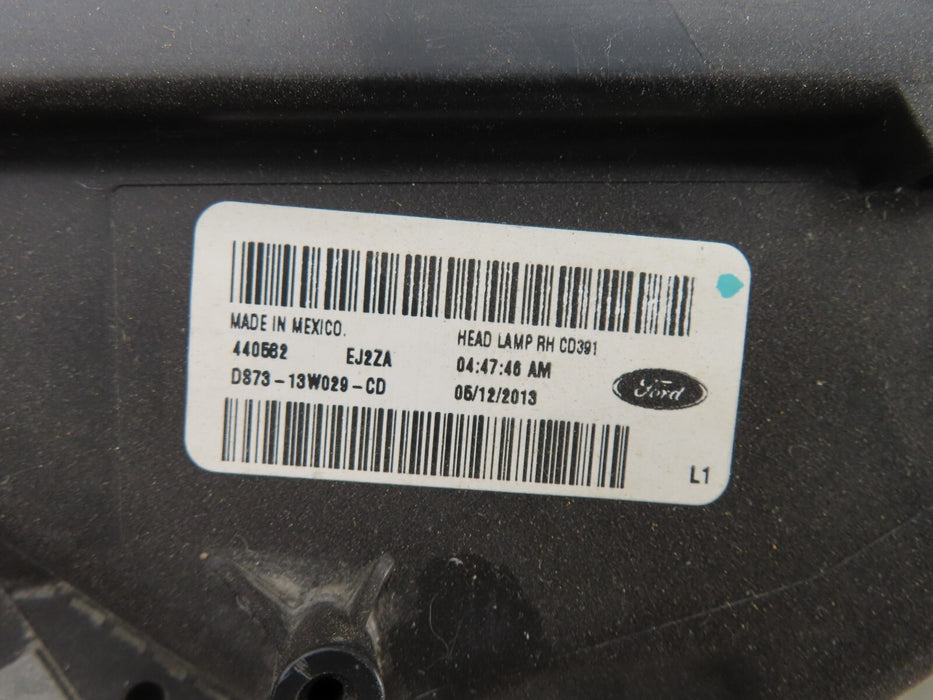 MADE IN MEXICO.
HEAD LAMP RH CD391
440562 EJ2ZA
04:47:46 AM
DS73-13W029-CD
05/12/2013
Ford
L1